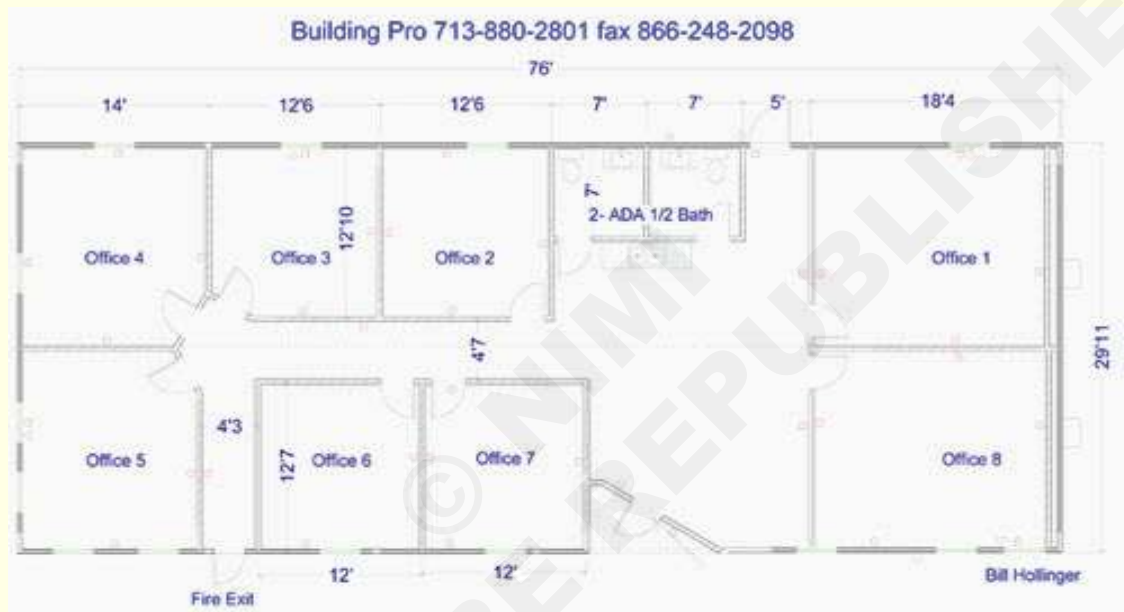 Building Pro 713-880-2801 fax 866-248-2098
76'
14'
12'6
12'6
7'
7'
5'
18'4
7'
2- ADA 1/2 Bath
12'10
Office 4
Office 3
Office 2
Office 1
4'7
29'11
4'3
Office 5
12'7
Office 6
Office 7
Office 8
12'
12'
Bill Hollinger
Fire Exit
© NIMI
BE REPUBLISHE